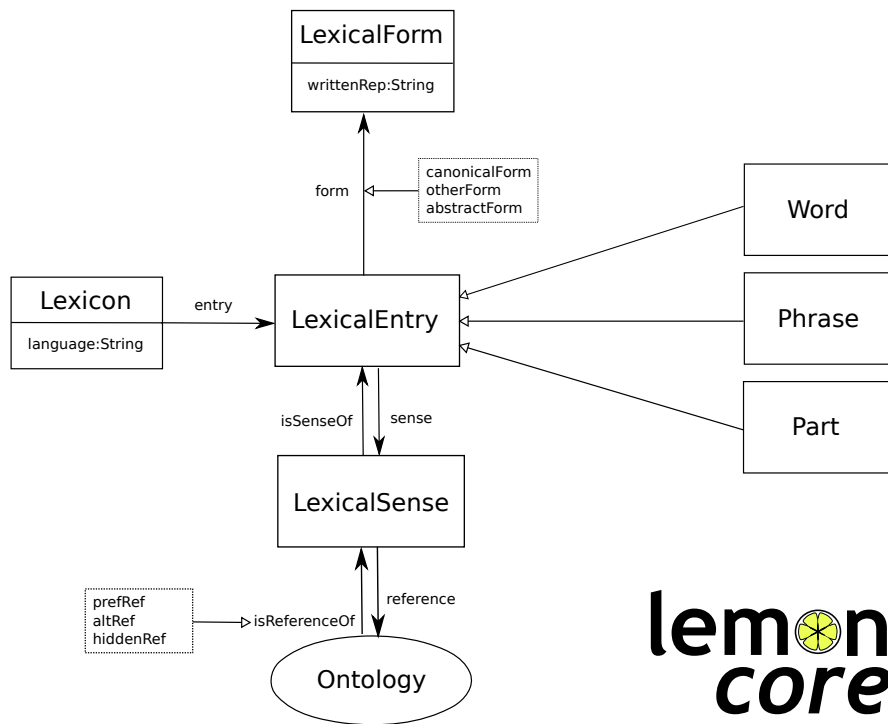 LexicalForm
writtenRep:String
form
canonicalForm
otherForm
abstractForm
Word
Lexicon
language:String
entry
LexicalEntry
Phrase
isSenseOf
sense
Part
LexicalSense
prefRef
altRef
hiddenRef
isReferenceOf
reference
Ontology
lemon
core